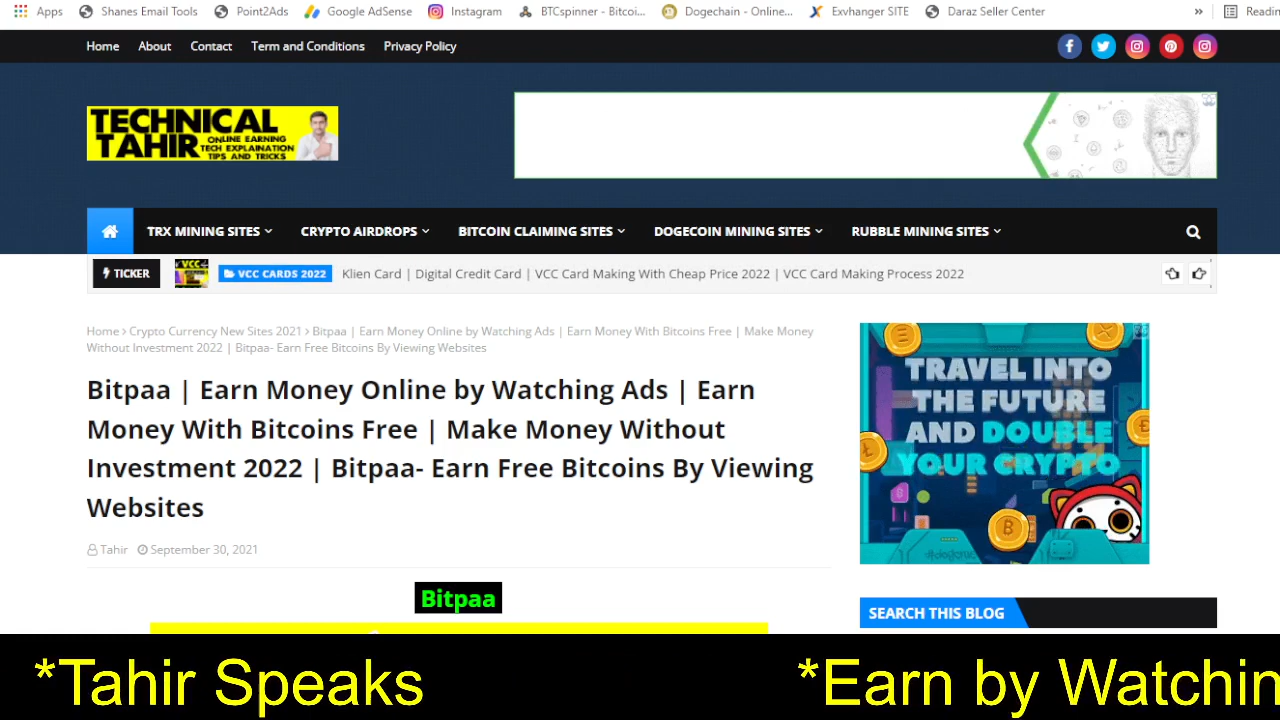 Apps Shanes Email Tools Point2Ads Google AdSense Instagram BTCspinner - Bitcoi... Dogechain - Online... Exvhanger SITE Daraz Seller Center » Readin
Home About Contact Term and Conditions Privacy Policy
TECHNICAL
TAHIR
ONLINE EARNING
TECH EXPLAINATION
TIPS AND TRICKS
TRX MINING SITES CRYPTO AIRDROPS BITCOIN CLAIMING SITES DOGECOIN MINING SITES RUBBLE MINING SITES
TICKER VCC VCC CARDS 2022 Klien Card | Digital Credit Card | VCC Card Making With Cheap Price 2022 | VCC Card Making Process 2022
Home › Crypto Currency New Sites 2021 › Bitpaa | Earn Money Online by Watching Ads | Earn Money With Bitcoins Free | Make Money
Without Investment 2022 | Bitpaa- Earn Free Bitcoins By Viewing Websites
Bitpaa | Earn Money Online by Watching Ads | Earn
Money With Bitcoins Free | Make Money Without
Investment 2022 | Bitpaa- Earn Free Bitcoins By Viewing
Websites
Tahir September 30, 2021
Bitpaa
TRAVEL INTO
THE FUTURE
AND DOUBLE
YOUR CRYPTO
SEARCH THIS BLOG
*Tahir Speaks *Earn by Watchin